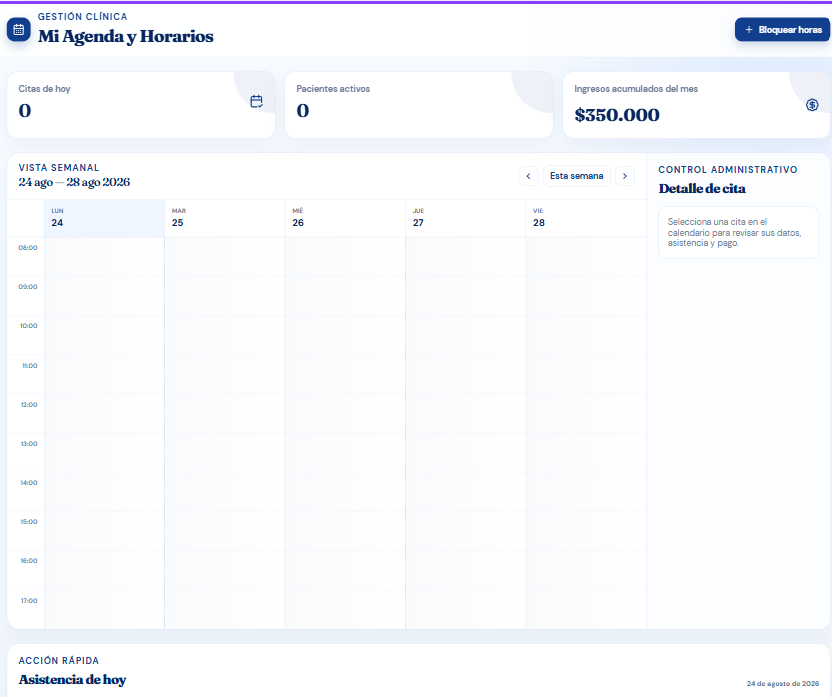 GESTIÓN CLÍNICA
Mi Agenda y Horarios
+ Bloquear horas
Citas de hoy
0
Pacientes activos
0
Ingresos acumulados del mes
$350.000
VISTA SEMANAL
24 ago — 28 ago 2026
Esta semana
CONTROL ADMINISTRATIVO
Detalle de cita
Selecciona una cita en el
calendario para revisar sus datos,
asistencia y pago.
LUN
24
MAR
25
MIÉ
26
JUE
27
VIE
28
08:00
09:00
10:00
11:00
12:00
13:00
14:00
15:00
16:00
17:00
ACCIÓN RÁPIDA
Asistencia de hoy
24 de agosto de 2026